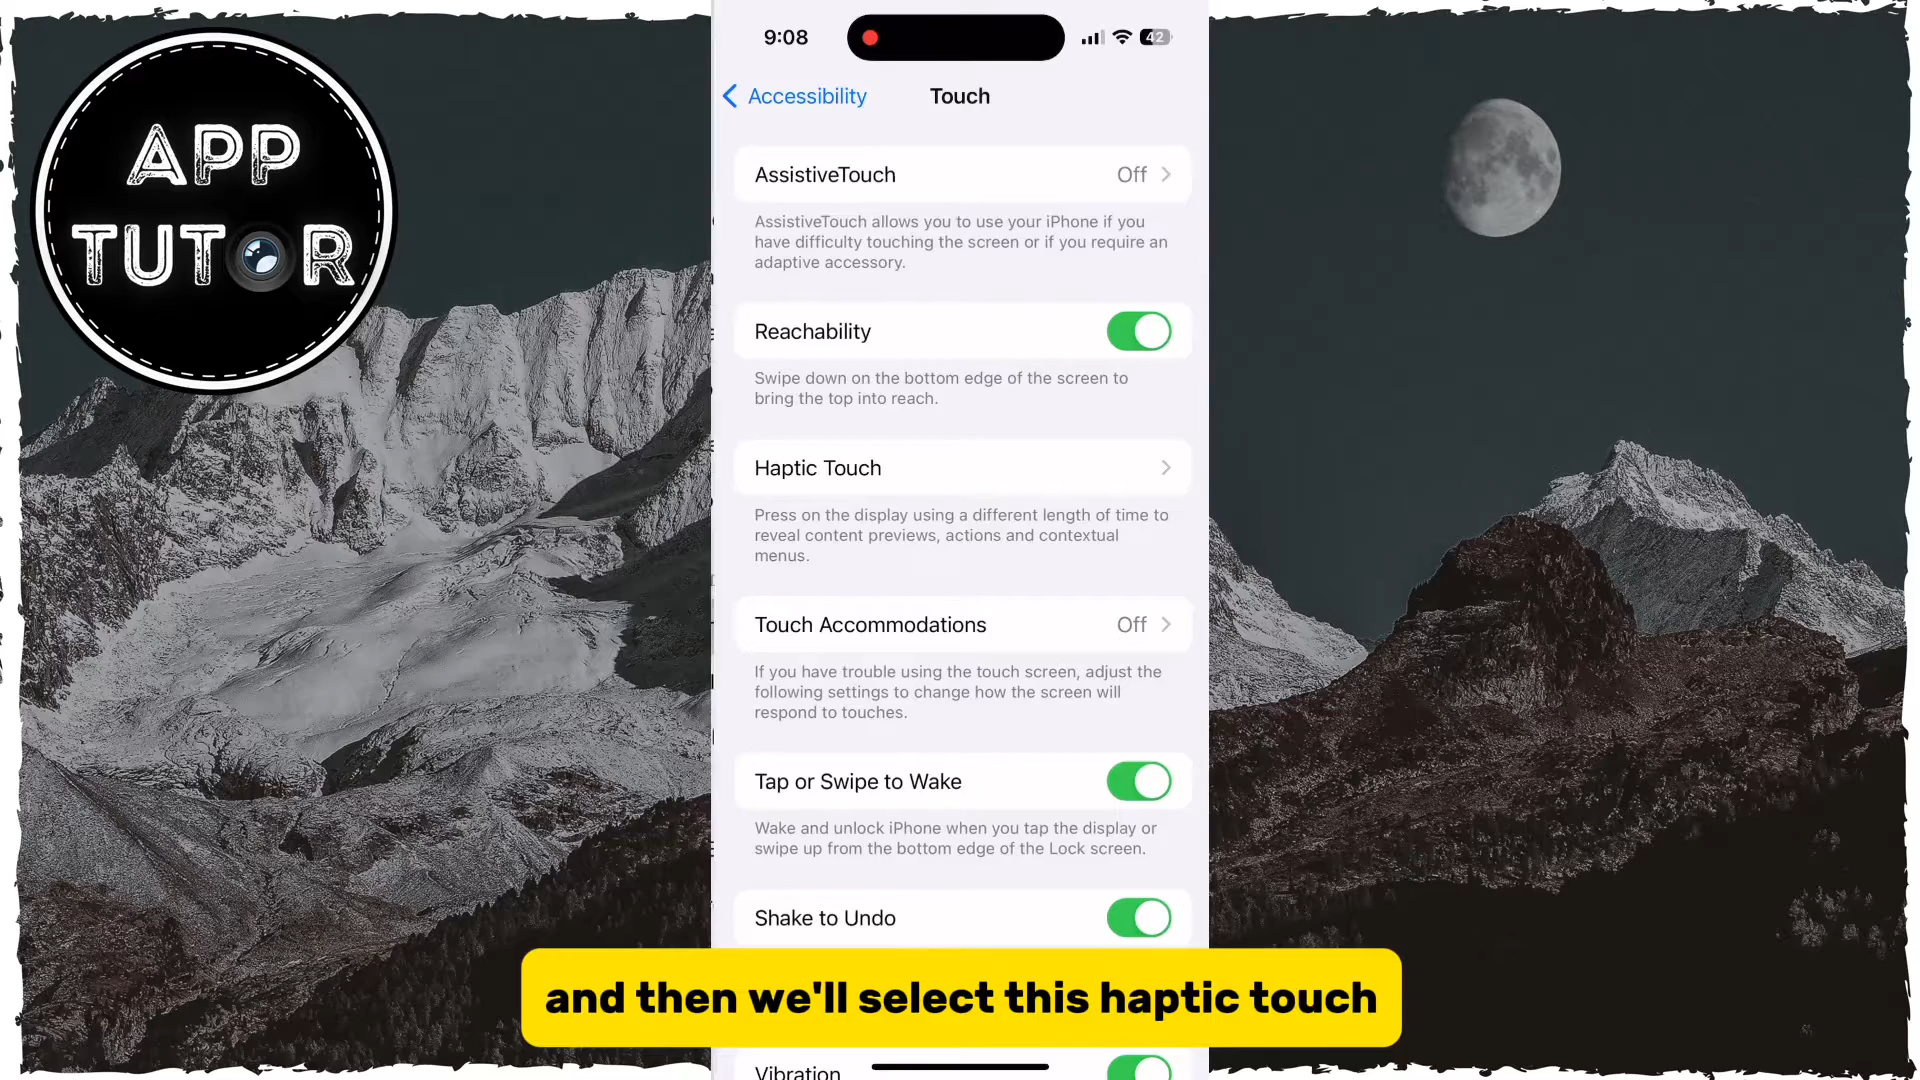 APP
TUTOR
9:08
42
Accessibility
Touch
AssistiveTouch
Off
AssistiveTouch allows you to use your iPhone if you
have difficulty touching the screen or if you require an
adaptive accessory.
Reachability
Swipe down on the bottom edge of the screen to
bring the top into reach.
Haptic Touch
Press on the display using a different length of time to
reveal content previews, actions and contextual
menus.
Touch Accommodations
Off
If you have trouble using the touch screen, adjust the
following settings to change how the screen will
respond to touches.
Tap or Swipe to Wake
Wake and unlock iPhone when you tap the display or
swipe up from the bottom edge of the Lock screen.
Shake to Undo
and then we'll select this haptic touch
Vibration